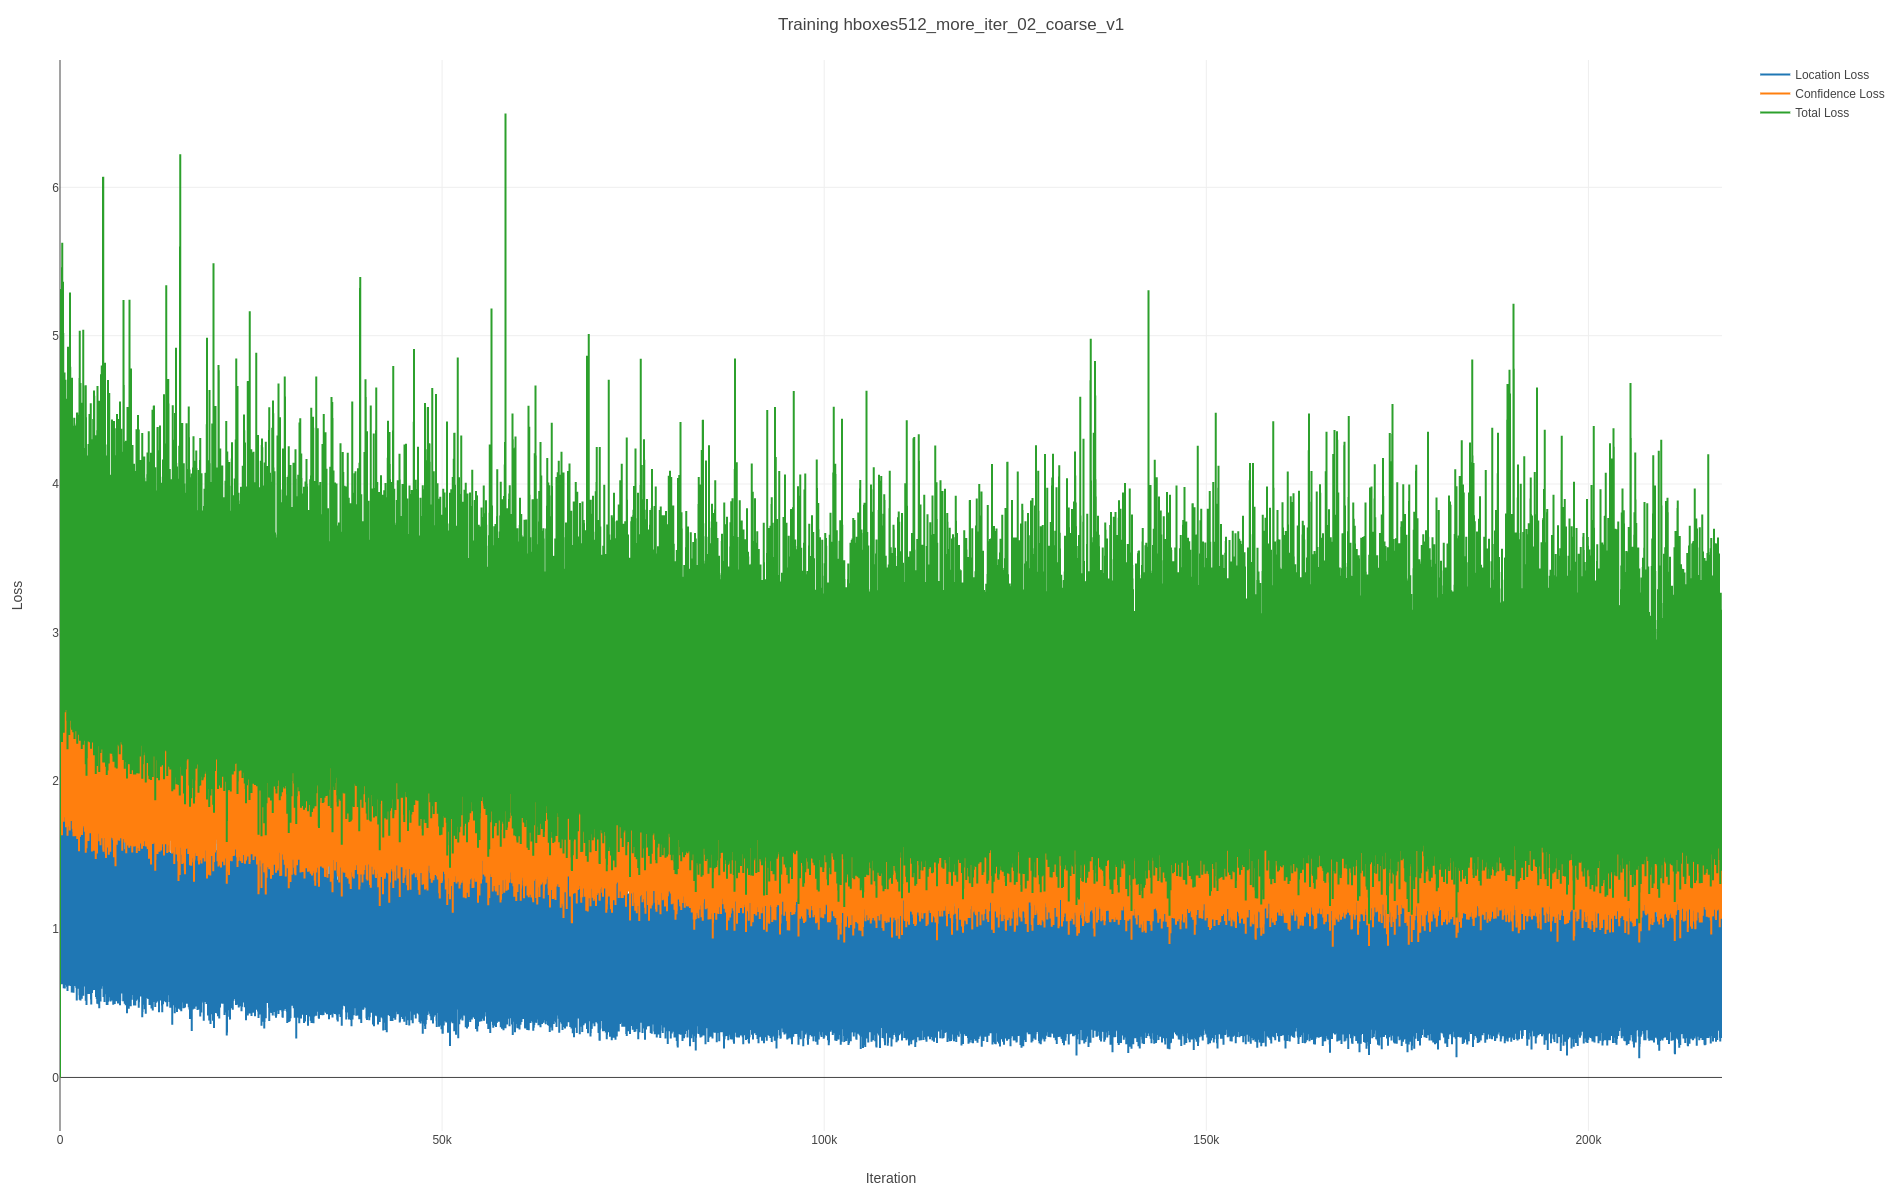 Training hboxes512_more_iter_02_coarse_v1
Location Loss
Confidence Loss
Total Loss
6
5
4
3
2
1
0
Loss
0
50k
100k
150k
200k
Iteration